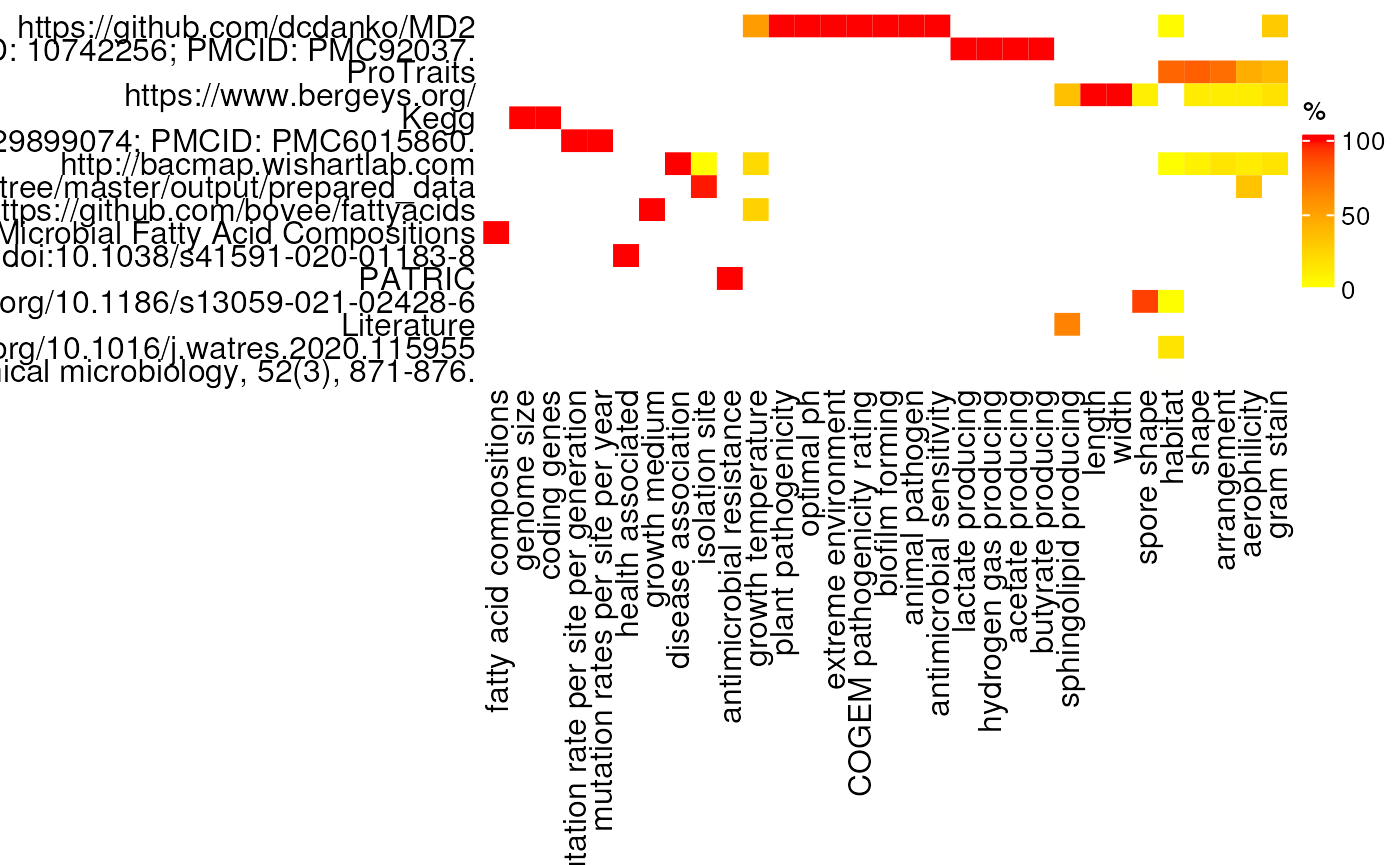 https://github.com/dcdanko/MD2
D: 10742256; PMCID: PMC92037.
ProTraits
https://www.bergeys.org/
Kegg
29899074; PMCID: PMC6015860.
http://bacmap.wishartlab.com
tree/master/output/prepared_data
ttps://github.com/bovee/fattyacids
Microbial Fatty Acid Compositions
doi:10.1038/s41591-020-01183-8
PATRIC
org/10.1186/s13059-021-02428-6
Literature
org/10.1016/j.watres.2020.115955
ical microbiology, 52(3), 871-876.
%
100
50
0
fatty acid compositions
genome size
coding genes
utation rate per site per generation
mutation rates per site per year
health associated
growth medium
disease association
isolation site
antimicrobial resistance
growth temperature
plant pathogenicity
optimal ph
extreme environment
COGEM pathogenicity rating
biofilm forming
animal pathogen
antimicrobial sensitivity
lactate producing
hydrogen gas producing
acetate producing
butyrate producing
sphingolipid producing
length
width
spore shape
habitat
shape
arrangement
aerophilicity
gram stain